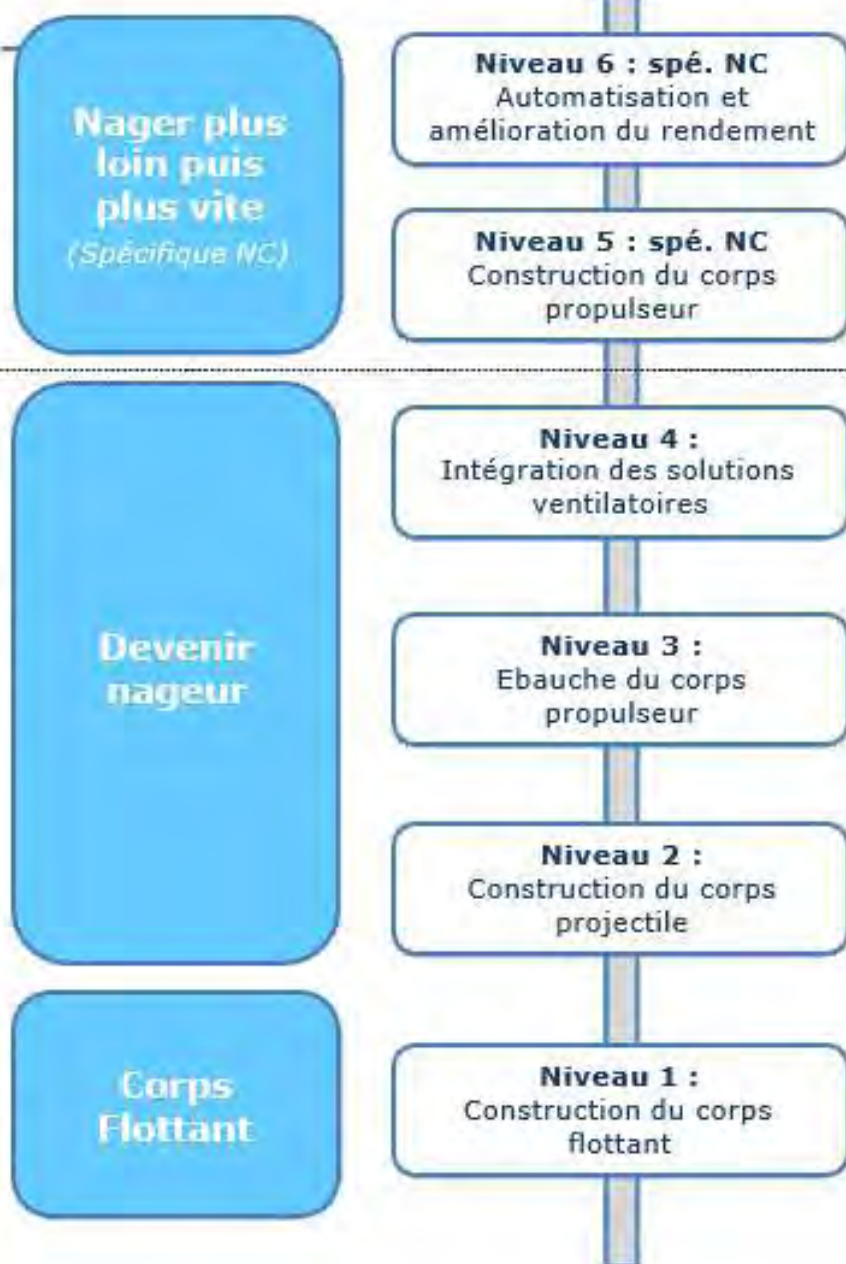 Nager plus
loin puis
plus vite
(Spécifique NC)
Niveau 6 : spé. NC
Automatisation et
amélioration du rendement
Niveau 5 : spé. NC
Construction du corps
propulseur
Devenir
nageur
Niveau 4 :
Intégration des solutions
ventilatoires
Niveau 3 :
Ebauche du corps
propulseur
Niveau 2 :
Construction du corps
projectile
Corps
Flottant
Niveau 1 :
Construction du corps
flottant